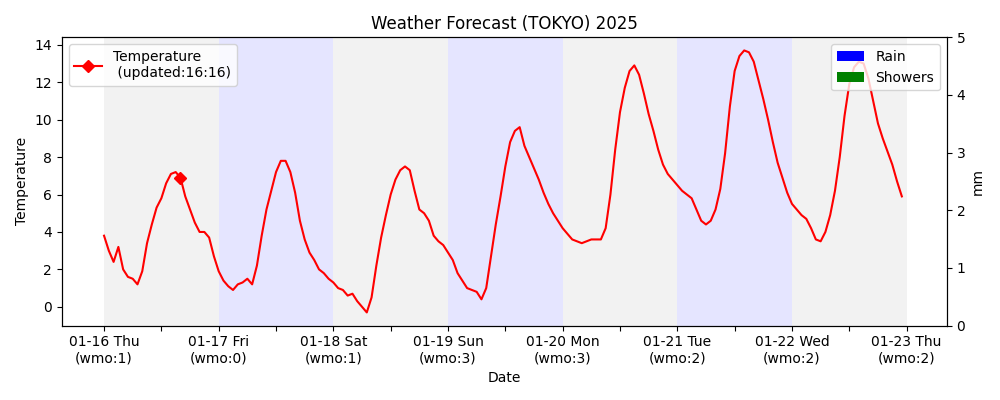 Weather Forecast (TOKYO) 2025
Temperature
(updated:16:16)
Rain
Showers
14
12
10
8
6
4
2
0
Temperature
5
4
3
2
1
0
mm
01-16 Thu
(wmo:1)
01-17 Fri
(wmo:0)
01-18 Sat
(wmo:1)
01-19 Sun
(wmo:3)
01-20 Mon
(wmo:3)
01-21 Tue
(wmo:2)
01-22 Wed
(wmo:2)
01-23 Thu
(wmo:2)
Date